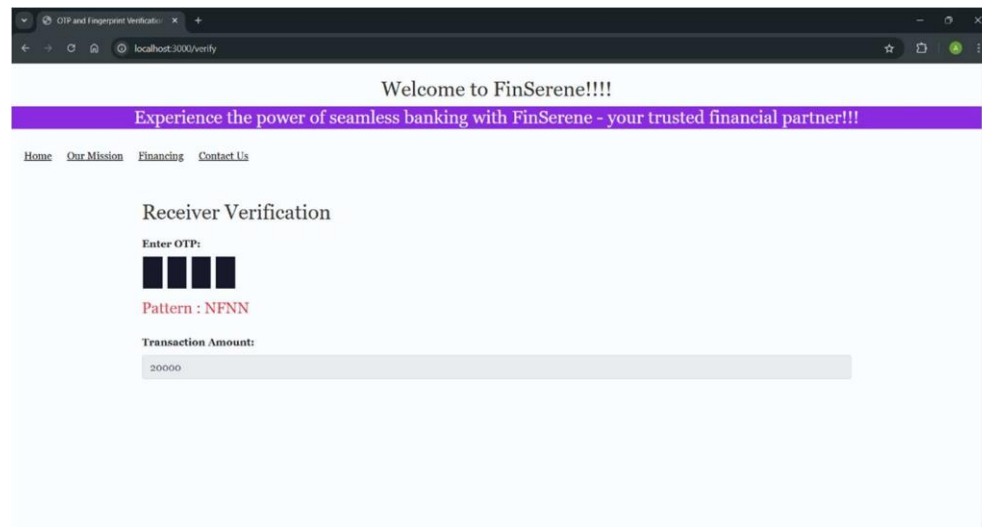 OTP and Fingerprint Verificatio
localhost:3000/verify
Welcome to FinSerene!!!!
Experience the power of seamless banking with FinSerene - your trusted financial partner!!!
Home Our Mission Financing Contact Us
Receiver Verification
Enter OTP:
Pattern : NFNN
Transaction Amount:
20000